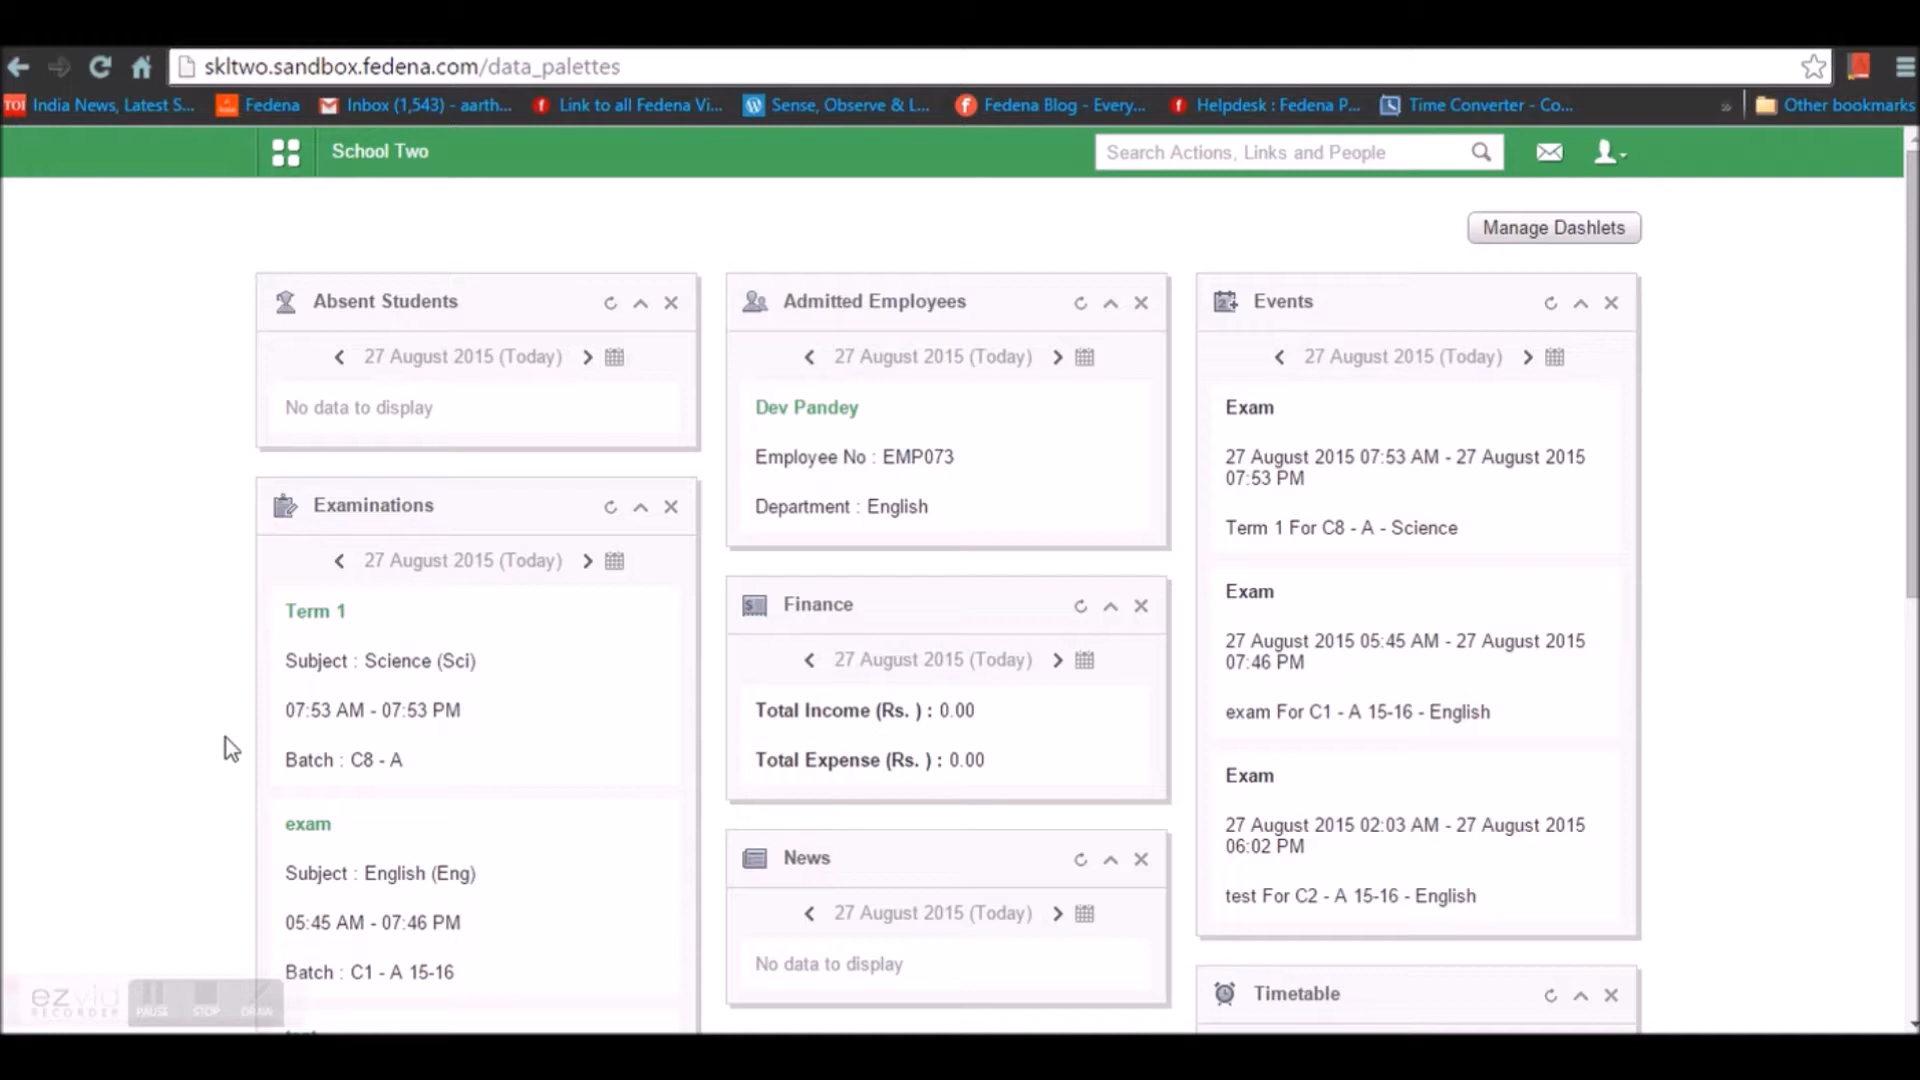 skltwo.sandbox.fedena.com/data_palettes
TOI India News, Latest S...
Fedena
Inbox (1,543) - aarth...
Link to all Fedena Vi...
Sense, Observe & L...
Fedena Blog - Every...
Helpdesk : Fedena P...
Time Converter - Co...
»
Other bookmarks
School Two
Search Actions, Links and People
Manage Dashlets
Absent Students
27 August 2015 (Today)
No data to display
Examinations
27 August 2015 (Today)
Term 1
Subject : Science (Sci)
07:53 AM - 07:53 PM
Batch : C8 - A
exam
Subject : English (Eng)
05:45 AM - 07:46 PM
Batch : C1 - A 15-16
Admitted Employees
27 August 2015 (Today)
Dev Pandey
Employee No : EMP073
Department : English
Finance
27 August 2015 (Today)
Total Income (Rs. ) : 0.00
Total Expense (Rs. ) : 0.00
News
27 August 2015 (Today)
No data to display
Events
27 August 2015 (Today)
Exam
27 August 2015 07:53 AM - 27 August 2015
07:53 PM
Term 1 For C8 - A - Science
Exam
27 August 2015 05:45 AM - 27 August 2015
07:46 PM
exam For C1 - A 15-16 - English
Exam
27 August 2015 02:03 AM - 27 August 2015
06:02 PM
test For C2 - A 15-16 - English
Timetable
ezvid
RECORDER
PAUSE
STOP
DRAW